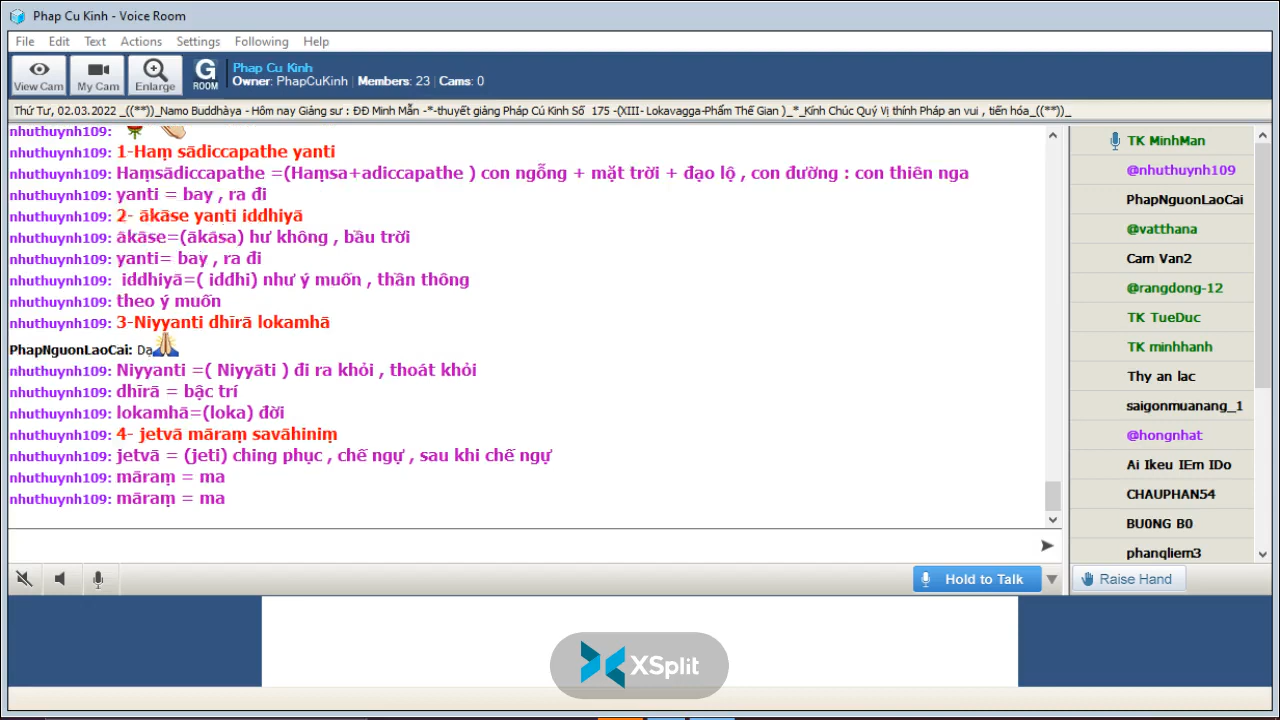 Phap Cu Kinh - Voice Room
File Edit Text Actions Settings Following Help
View Cam My Cam Enlarge G ROOM
Phap Cu Kinh
Owner: PhapCuKinh | Members: 23 | Cams: 0
Thứ Tư, 02.03.2022 _((**))_Namo Buddhàya - Hôm nay Giảng sư : ĐĐ Minh Mẫn -*-thuyết giảng Pháp Cú Kinh Số 175 -(XIII- Lokavagga-Phẩm Thế Gian )_*_Kính Chúc Quý Vị thính Pháp an vui , tiến hóa_((**))_
nhuthuynh109:
nhuthuynh109: 1-Haṃ sādiccapathe yanti
nhuthuynh109: Haṃsādiccapathe =(Haṃsa+adiccapathe ) con ngỗng + mặt trời + đạo lộ , con đường : con thiên nga
nhuthuynh109: yanti = bay , ra đi
nhuthuynh109: 2- ākāse yaṇti iddhiyā
nhuthuynh109: ākāse=(ākāsa) hư không , bầu trời
nhuthuynh109: yanti= bay , ra đi
nhuthuynh109: iddhiyā=( iddhi) như ý muốn , thần thông
nhuthuynh109: theo ý muốn
nhuthuynh109: 3-Niyyanti dhīrā lokamhā
PhapNguonLaoCai: Dạ
nhuthuynh109: Niyyanti =( Niyyāti ) đi ra khỏi , thoát khỏi
nhuthuynh109: dhīrā = bậc trí
nhuthuynh109: lokamhā=(loka) đời
nhuthuynh109: 4- jetvā māraṃ savāhiniṃ
nhuthuynh109: jetvā = (jeti) ching phục , chế ngự , sau khi chế ngự
nhuthuynh109: māraṃ = ma
nhuthuynh109: māraṃ = ma
TK MinhMan
@nhuthuynh109
PhapNguonLaoCai
@vatthana
Cam Van2
@rangdong-12
TK TueDuc
TK minhhanh
Thy an lac
saigonmuanang_1
@hongnhat
Ai lkeu IEm IDo
CHAUPHAN54
BU0NG B0
phanqliem3
Hold to Talk
Raise Hand
XSplit